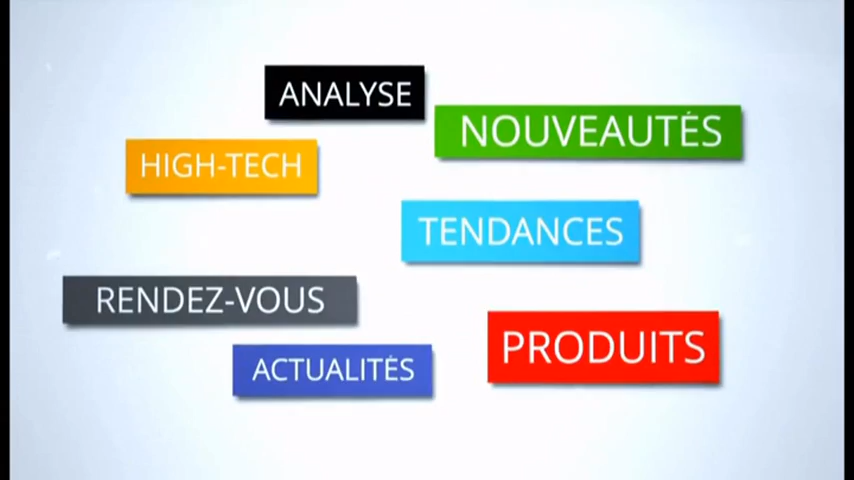 ANALYSE
NOUVEAUTÉS
HIGH-TECH
TENDANCES
RENDEZ-VOUS
PRODUITS
ACTUALITÉS